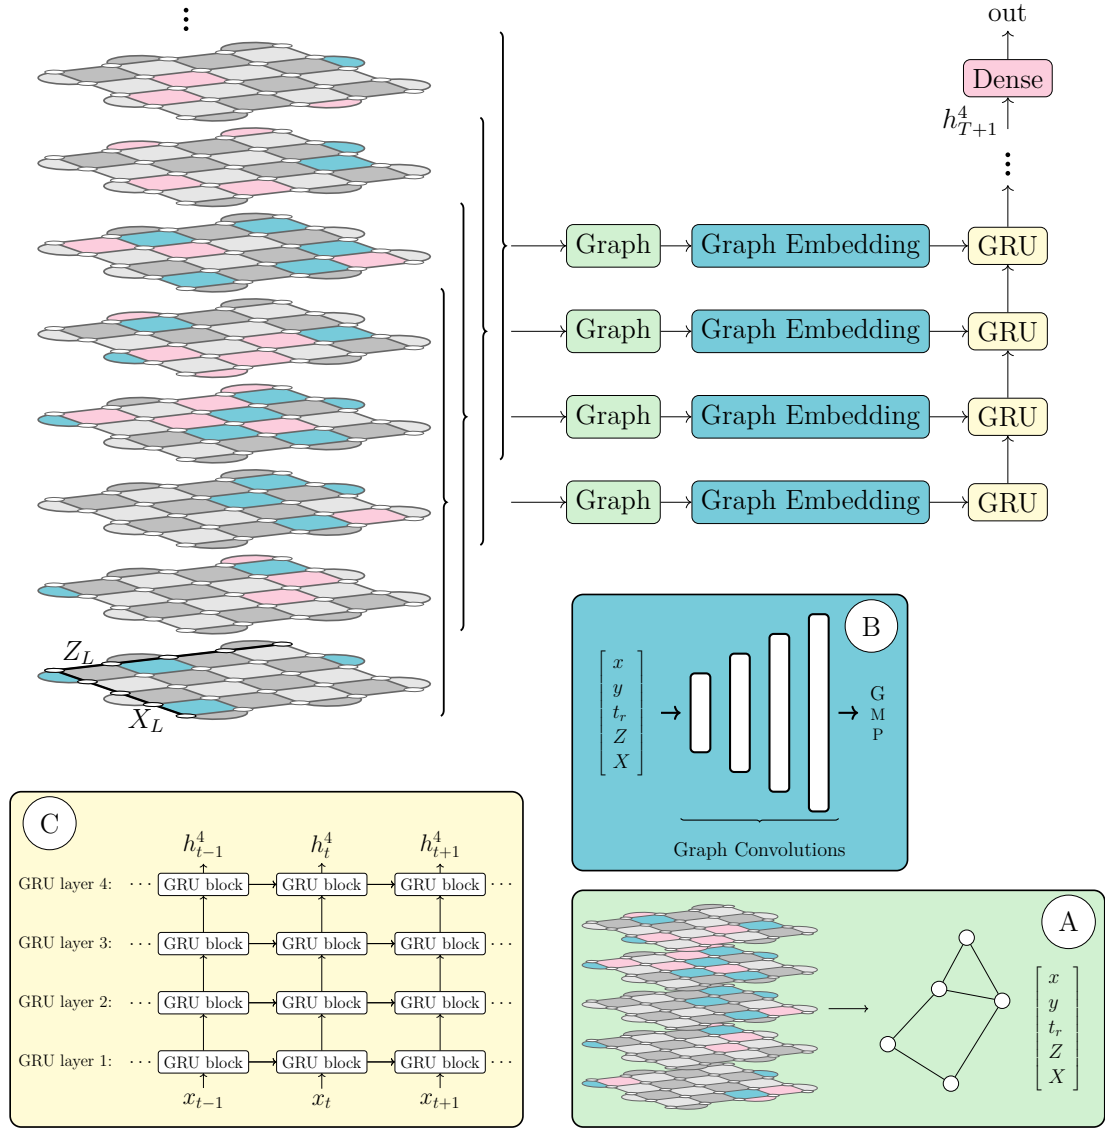 ⋮
out
Dense
h^4_{T+1}
⋮
Graph Graph Embedding GRU
Graph Graph Embedding GRU
Graph Graph Embedding GRU
Graph Graph Embedding GRU
Z_L
X_L
B
x
y
t_r
Z
X
G
M
P
Graph Convolutions
C
h^4_{t−1} h^4_t h^4_{t+1}
GRU layer 4: ··· GRU block GRU block GRU block ···
GRU layer 3: ··· GRU block GRU block GRU block ···
GRU layer 2: ··· GRU block GRU block GRU block ···
GRU layer 1: ··· GRU block GRU block GRU block ···
x_{t−1} x_t x_{t+1}
A
x
y
t_r
Z
X